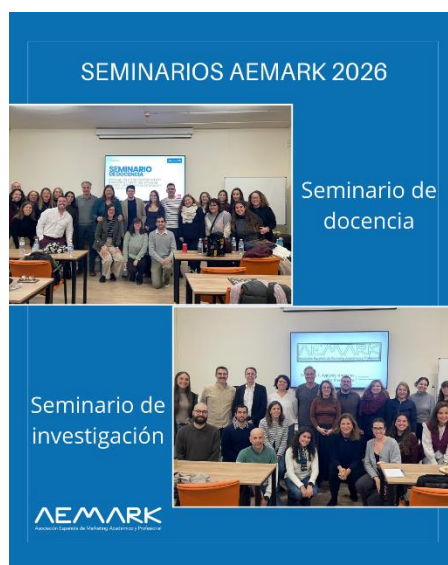 SEMINARIOS AEMARK 2026
SEMINARIO
DE DOCENCIA
Seminario de
docencia
AEMARK
Seminario de
investigación
AEMARK
Asociación Española de Marketing Académico y Profesional